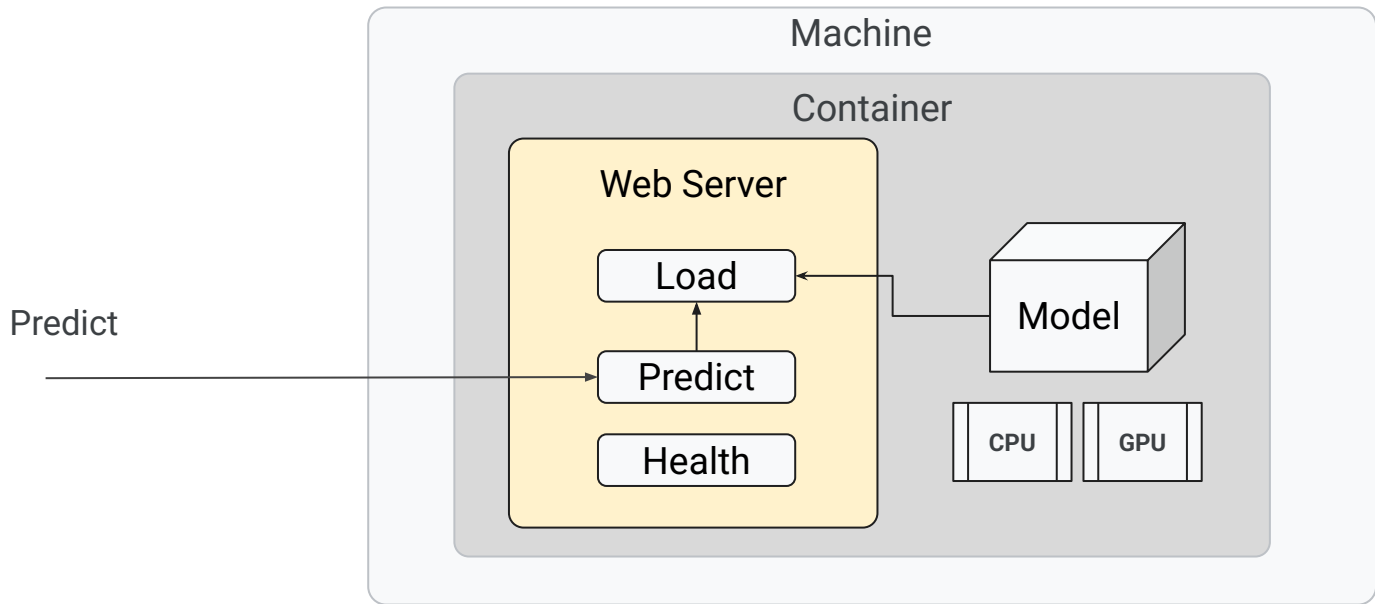 Machine
Container
Web Server
Load
Model
Predict
Predict
CPU
GPU
Health